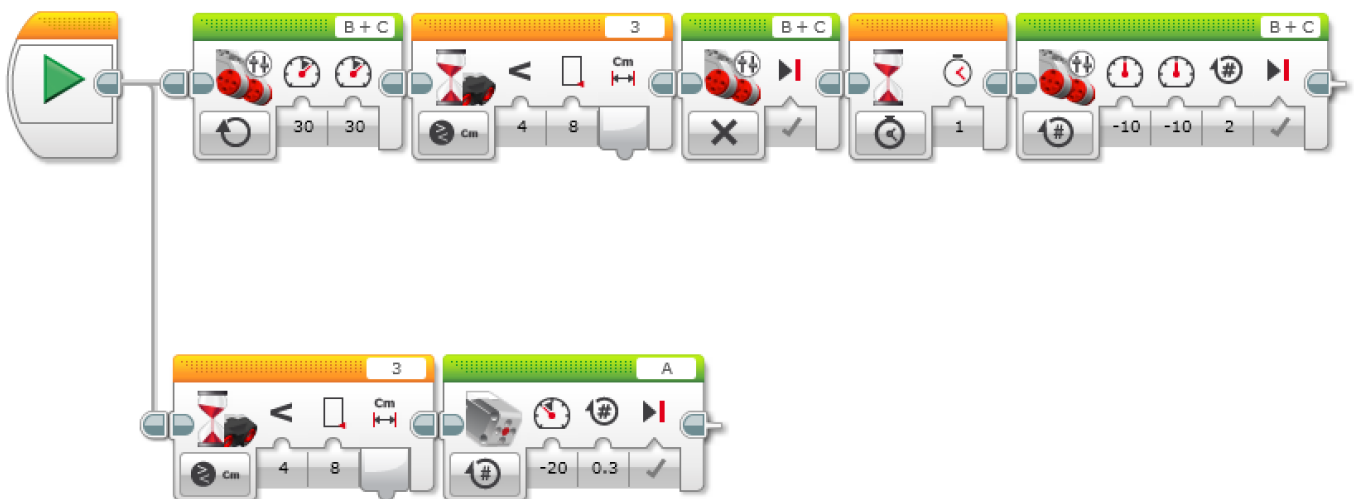 B + C 3 B + C B + C
Cm
30 30 Cm 4 8 1 # -10 -10 2
3 A
Cm #
Cm 4 8 # -20 0.3